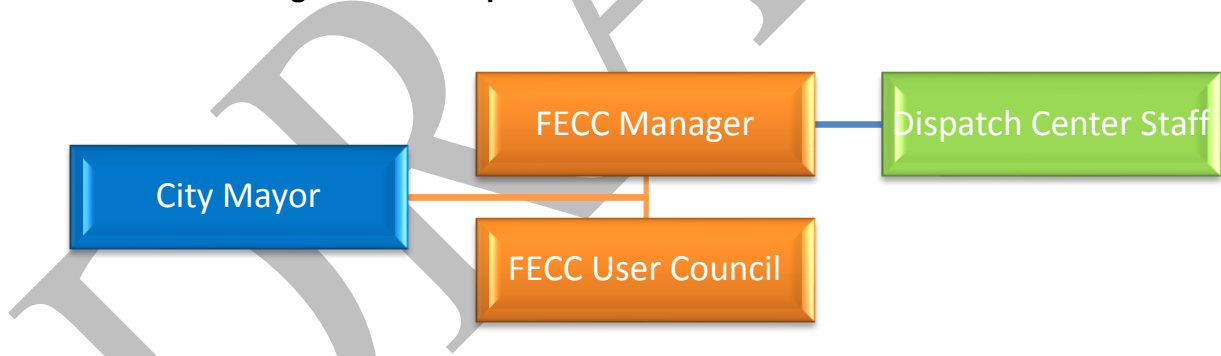 FECC Manager
Dispatch Center Staff
City Mayor
FECC User Council